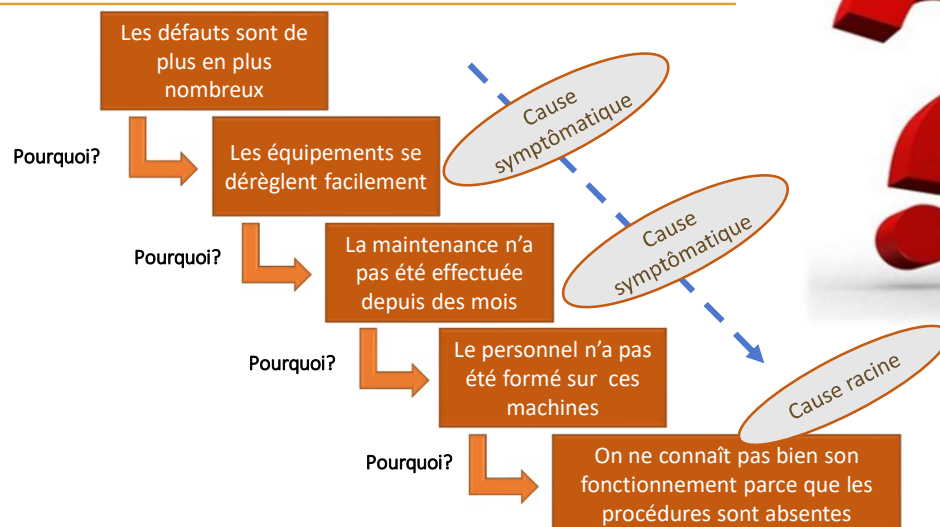 Les défauts sont de
plus en plus
nombreux
Pourquoi?
Les équipements se
dérèglent facilement
Cause
symptômatique
Pourquoi?
La maintenance n’a
pas été effectuée
depuis des mois
Cause
symptômatique
Pourquoi?
Le personnel n’a pas
été formé sur ces
machines
Cause racine
Pourquoi?
On ne connaît pas bien son
fonctionnement parce que les
procédures sont absentes